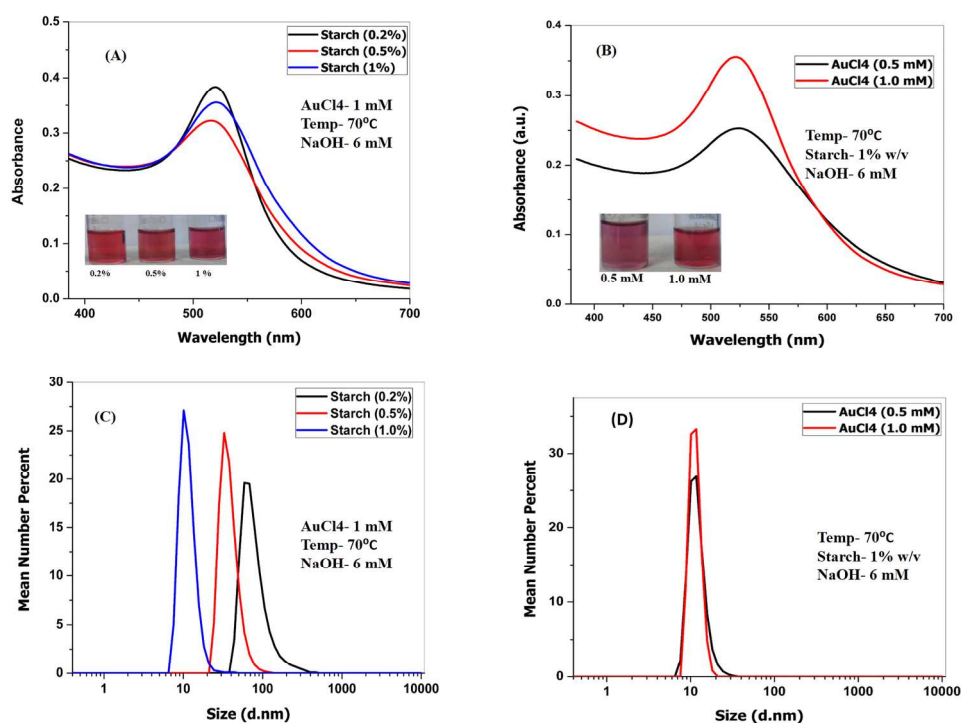 (A)
Starch (0.2%)
Starch (0.5%)
Starch (1%)
AuCl4- 1 mM
Temp- 70⁰C
NaOH- 6 mM
0.5
0.4
0.3
0.2
0.1
0.0
Absorbance
0.2%
0.5%
1 %
400
500
600
700
Wavelength (nm)
(B)
AuCl4 (0.5 mM)
AuCl4 (1.0 mM)
Temp- 70⁰C
Starch- 1% w/v
NaOH- 6 mM
0.4
0.3
0.2
0.1
0.0
Absorbance (a.u.)
0.5 mM
1.0 mM
400
450
500
550
600
650
700
Wavelength (nm)
(C)
Starch (0.2%)
Starch (0.5%)
Starch (1.0%)
AuCl4- 1 mM
Temp- 70⁰C
NaOH- 6 mM
30
25
20
15
10
5
0
Mean Number Percent
1
10
100
1000
10000
Size (d.nm)
(D)
AuCl4 (0.5 mM)
AuCl4 (1.0 mM)
Temp- 70⁰C
Starch- 1% w/v
NaOH- 6 mM
30
20
10
0
Mean Number Percent
1
10
100
1000
10000
Size (d.nm)